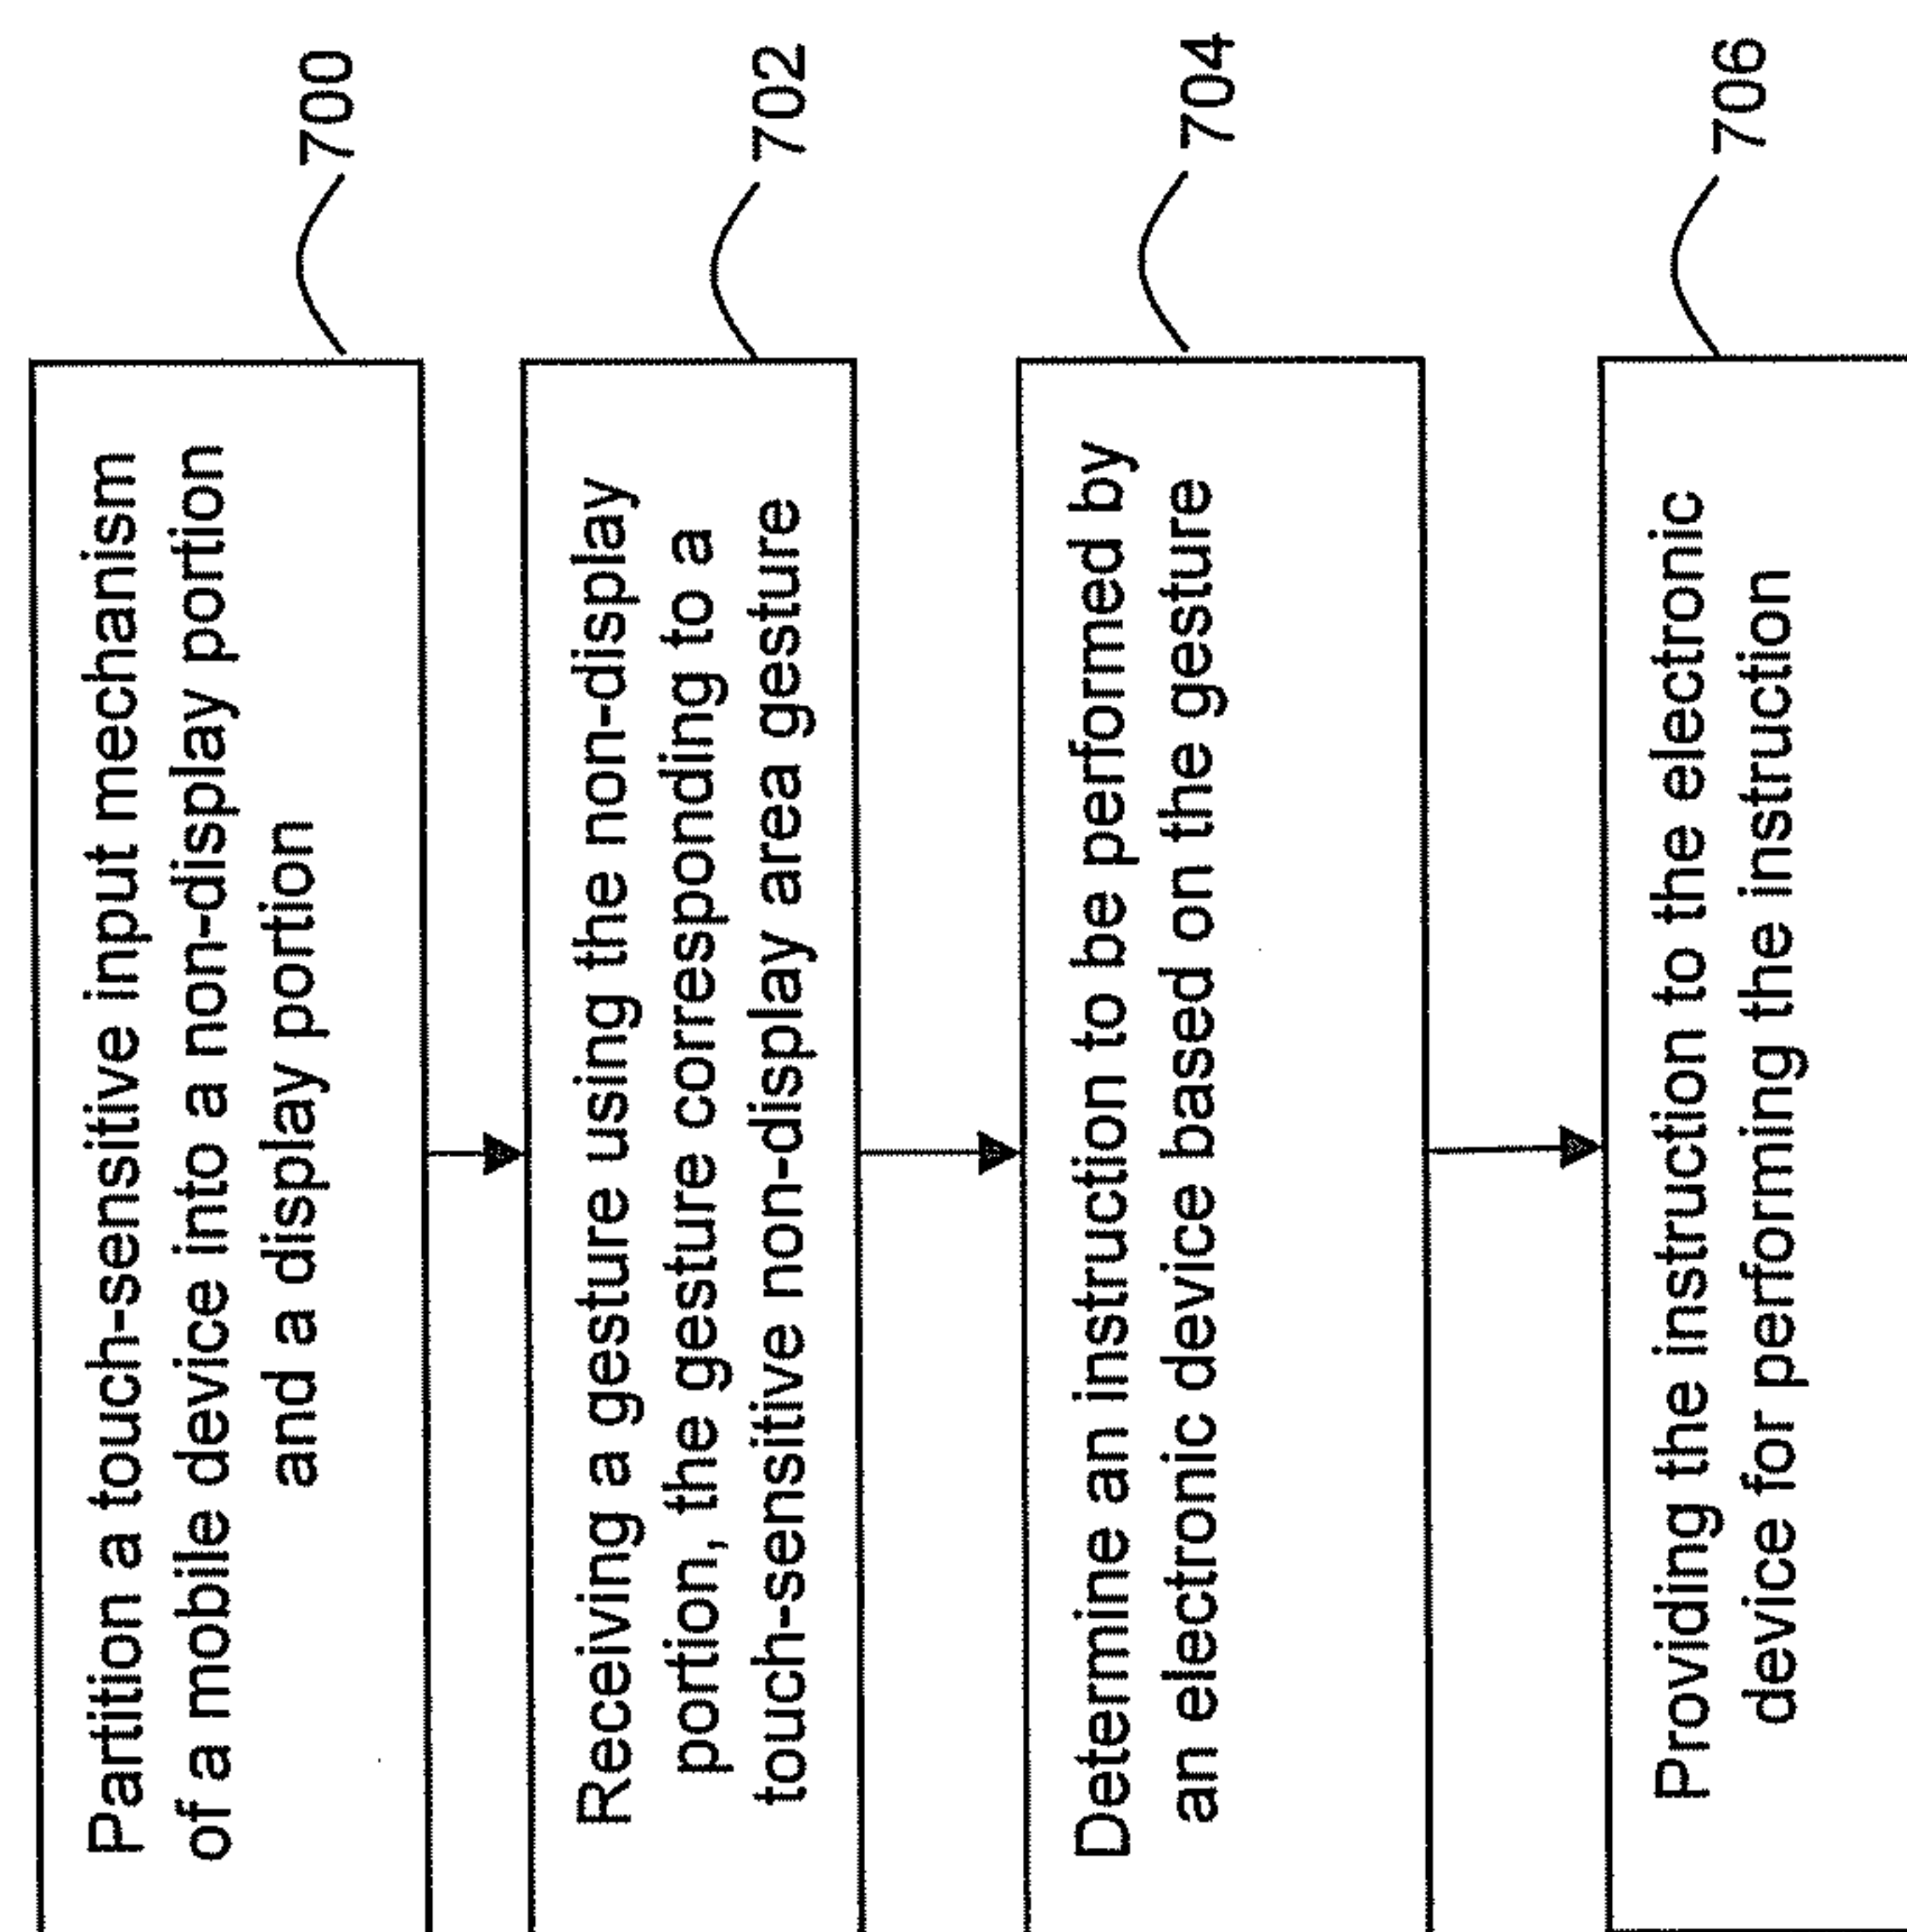 Partition a touch-sensitive input mechanism
of a mobile device into a non-display portion
and a display portion
700
Receiving a gesture using the non-display
portion, the gesture corresponding to a
touch-sensitive non-display area gesture
702
Determine an instruction to be performed by
an electronic device based on the gesture
704
Providing the instruction to the electronic
device for performing the instruction
706